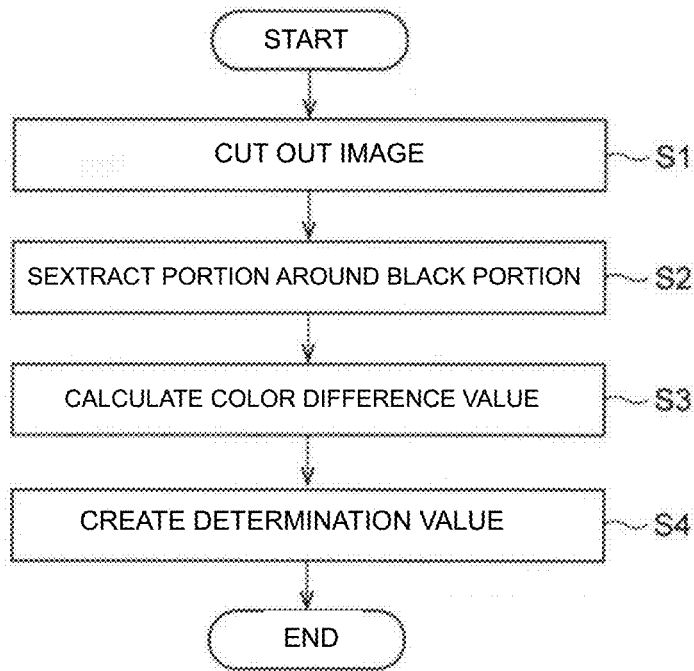 START
CUT OUT IMAGE
S1
SEXTRACT PORTION AROUND BLACK PORTION
S2
CALCULATE COLOR DIFFERENCE VALUE
S3
CREATE DETERMINATION VALUE
S4
END